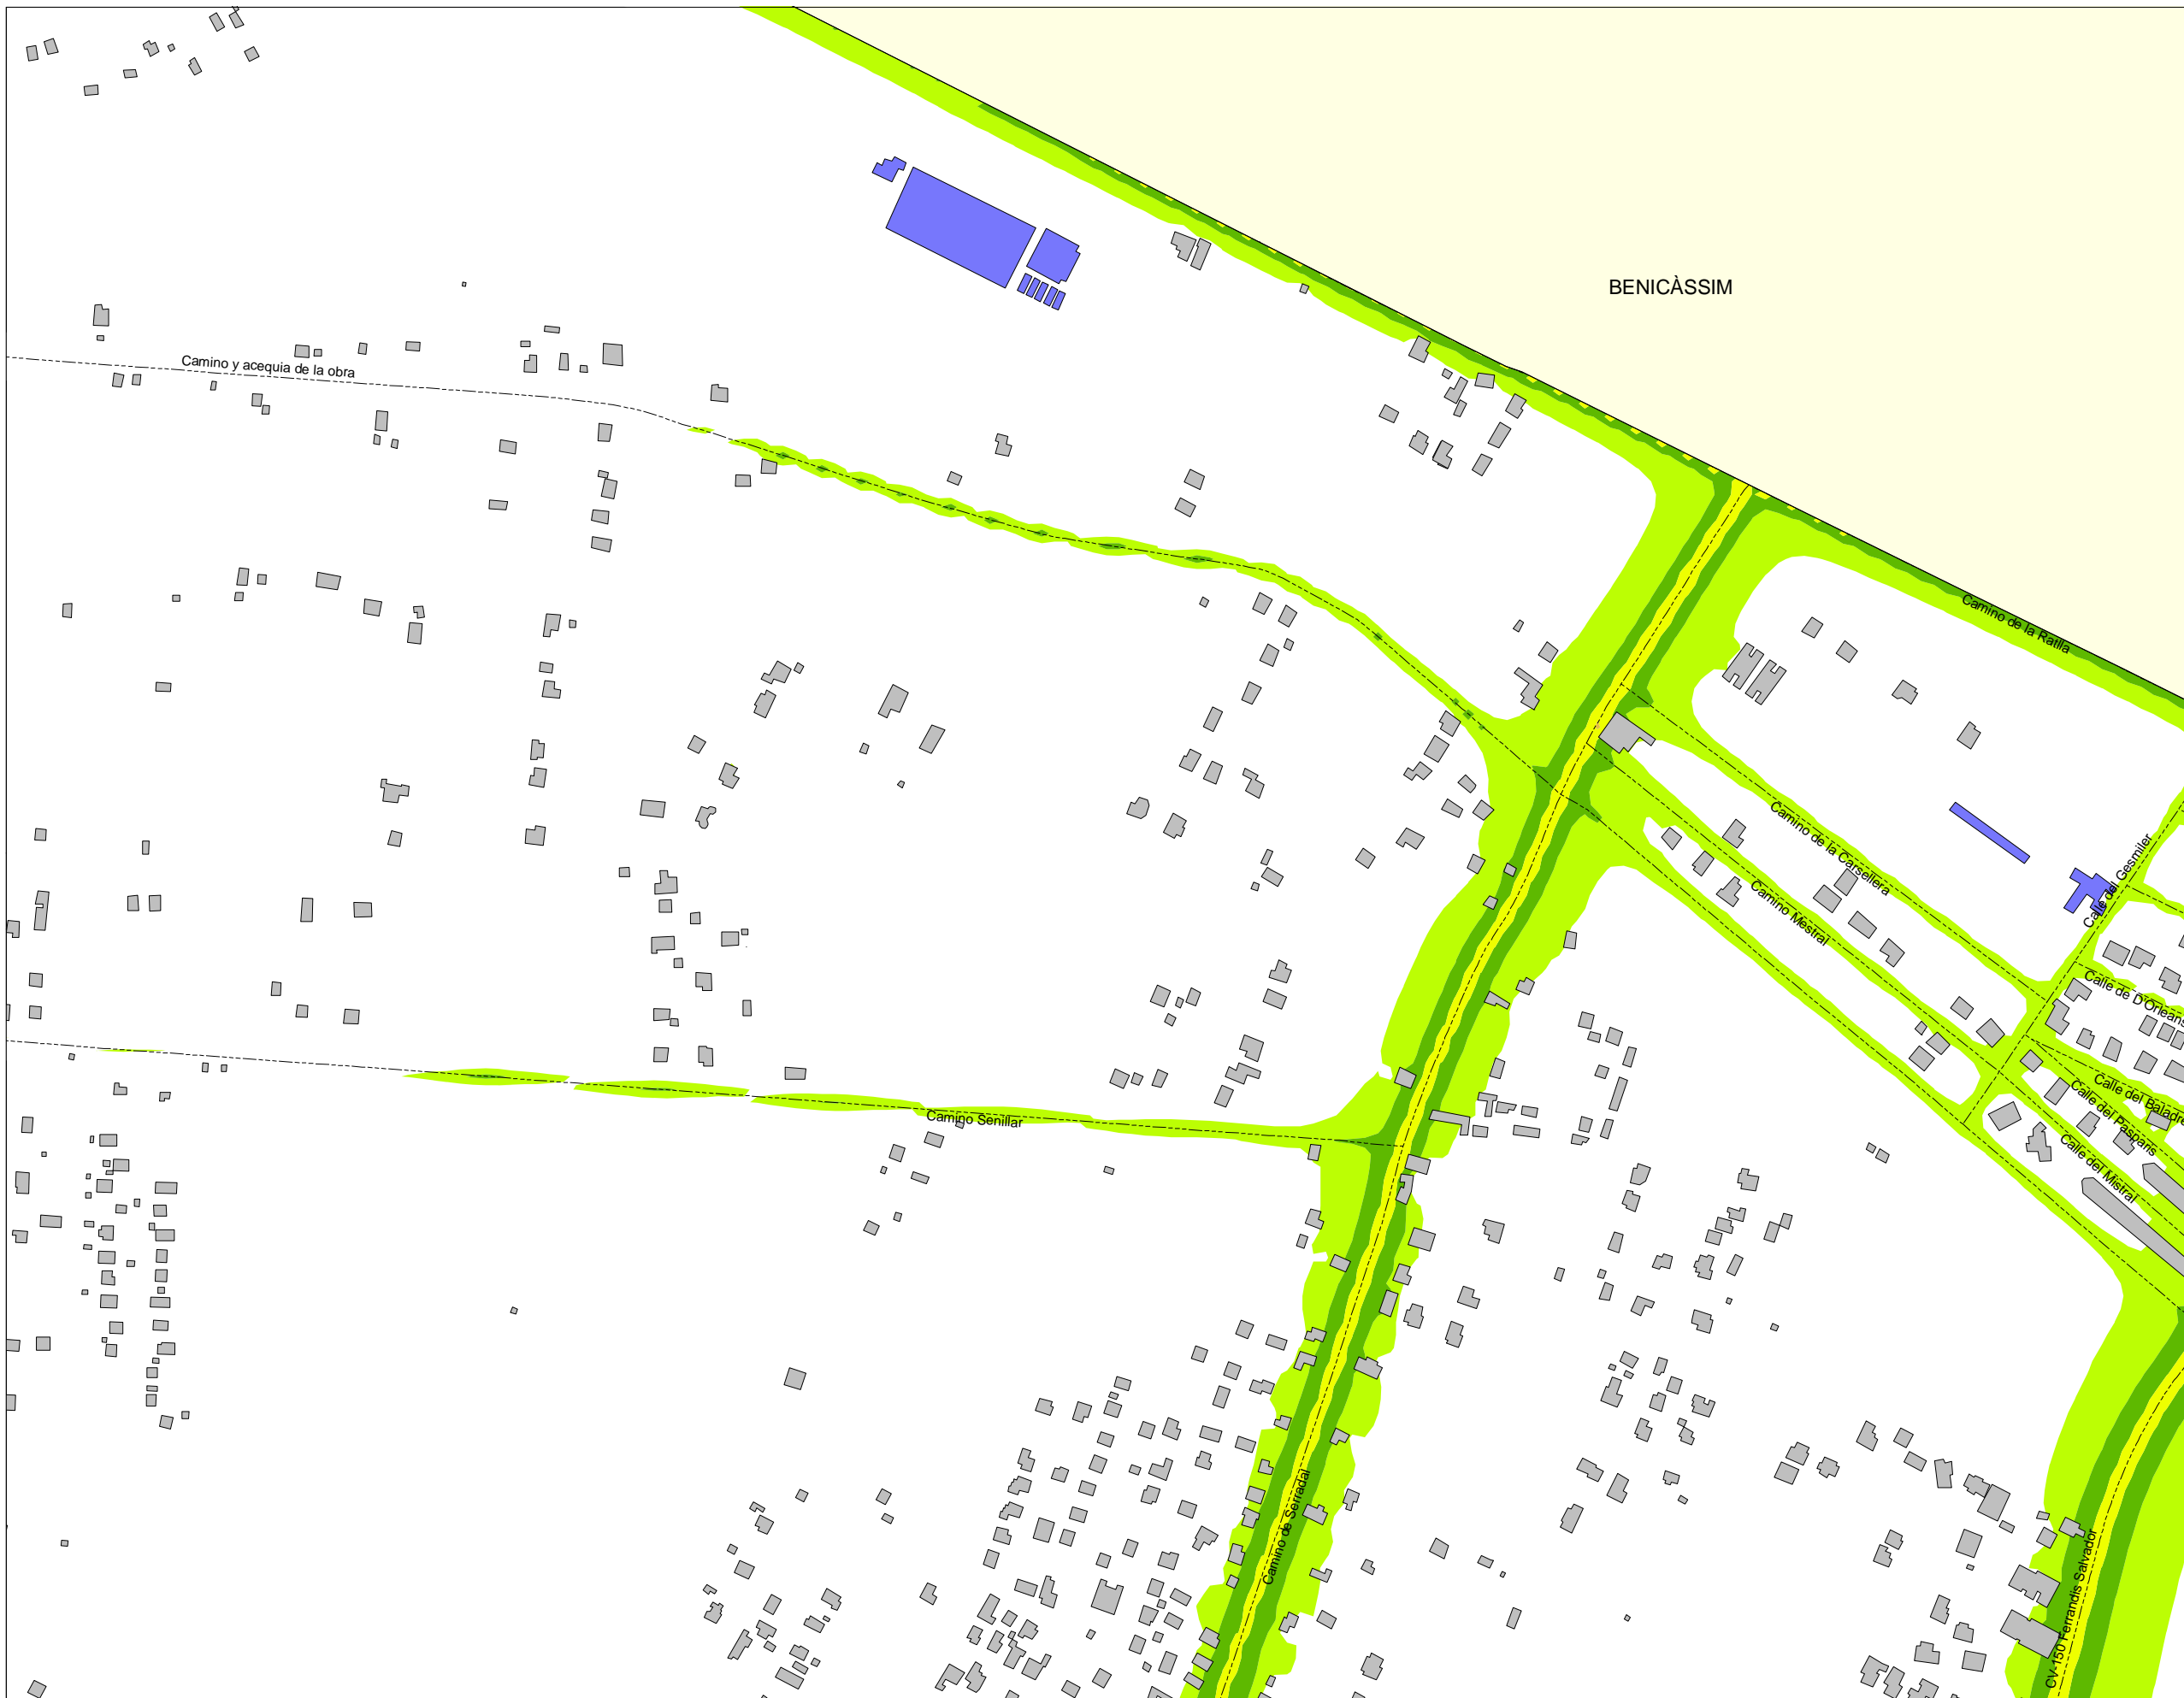 BENICÀSSIM
Camino y acequia de la obra
Camino de la Ratlla
Camino de la Carsellera
Calle del Gesmiler
Camino Mestral
Calle de D'Orleans
Calle del Baladre
Calle del Pasparis
Camino Senillar
Calle del Mistral
Camino de Serradal
CV-150 Ferrandis Salvador